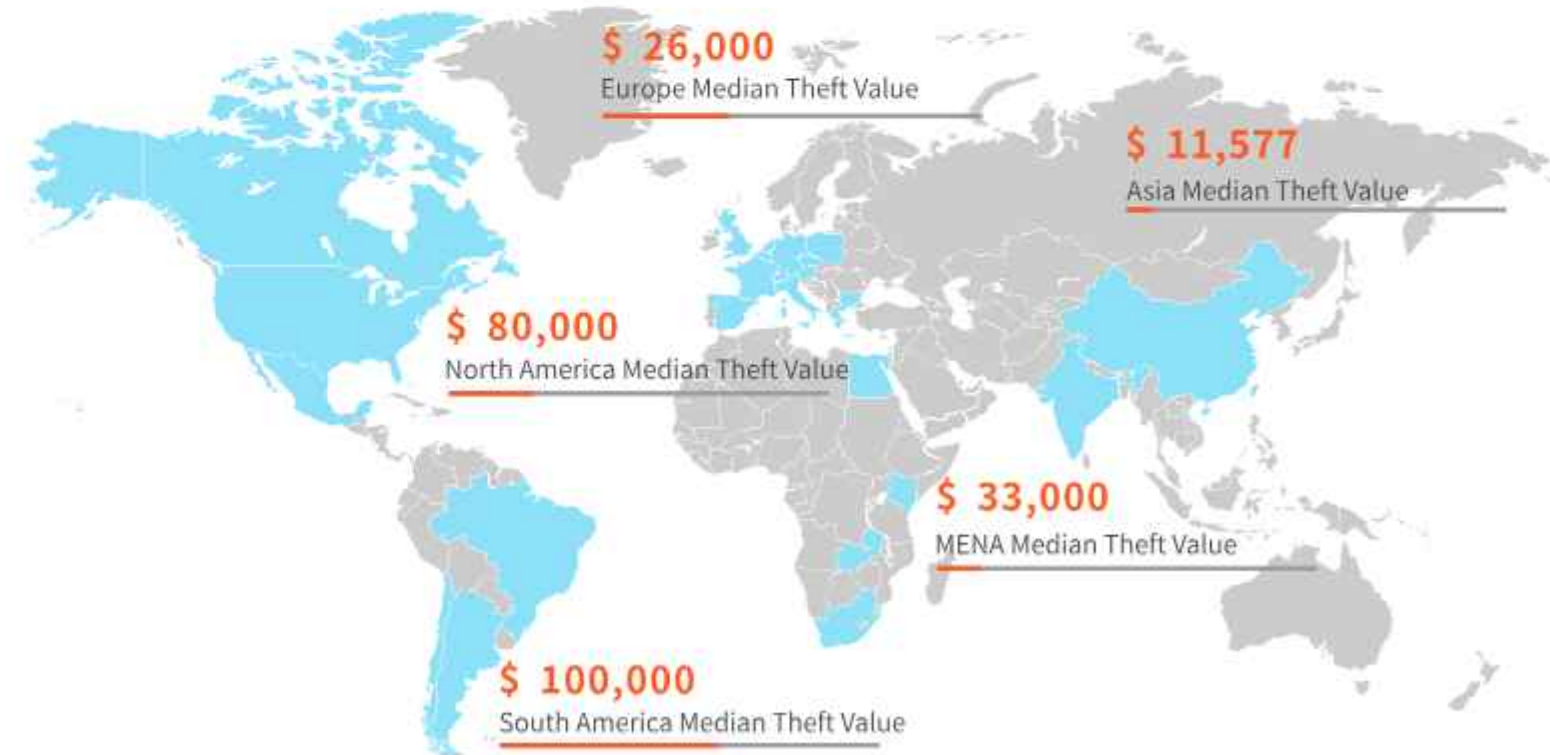 $ 26,000
Europe Median Theft Value
$ 11,577
Asia Median Theft Value
$ 80,000
North America Median Theft Value
$ 33,000
MENA Median Theft Value
$ 100,000
South America Median Theft Value